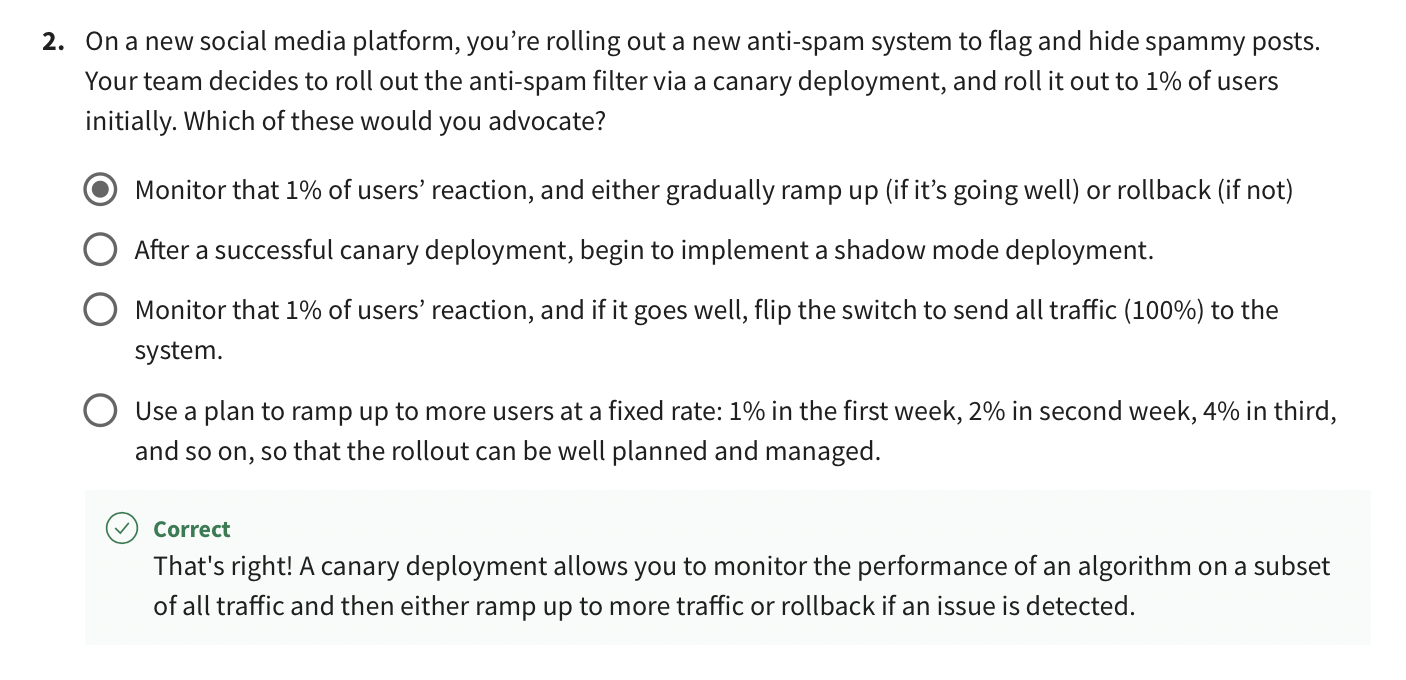 2. On a new social media platform, you’re rolling out a new anti-spam system to flag and hide spammy posts.
Your team decides to roll out the anti-spam filter via a canary deployment, and roll it out to 1% of users
initially. Which of these would you advocate?
Monitor that 1% of users’ reaction, and either gradually ramp up (if it’s going well) or rollback (if not)
After a successful canary deployment, begin to implement a shadow mode deployment.
Monitor that 1% of users’ reaction, and if it goes well, flip the switch to send all traffic (100%) to the
system.
Use a plan to ramp up to more users at a fixed rate: 1% in the first week, 2% in second week, 4% in third,
and so on, so that the rollout can be well planned and managed.
Correct
That's right! A canary deployment allows you to monitor the performance of an algorithm on a subset
of all traffic and then either ramp up to more traffic or rollback if an issue is detected.